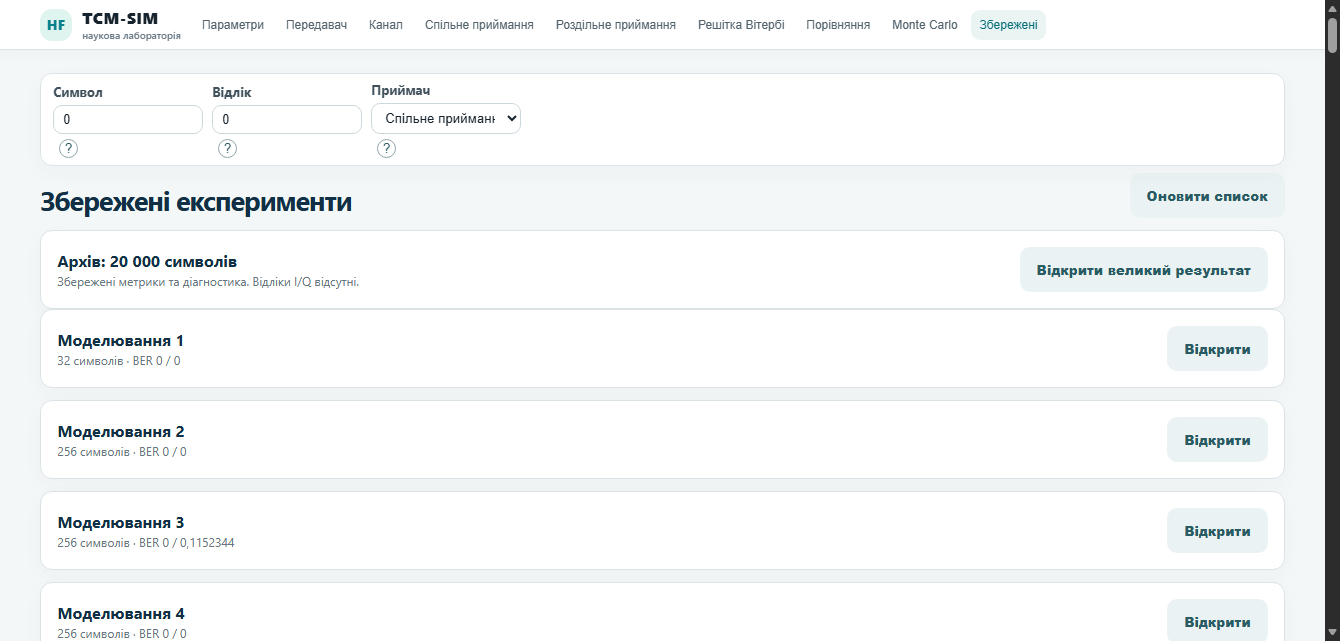 HF
TCM-SIM
наукова лабораторія
Параметри
Передавач
Канал
Спільне приймання
Роздільне приймання
Решітка Вітербі
Порівняння
Monte Carlo
Збережені
Символ
Відлік
Приймач
0
0
Спільне приймання
?
?
?
Збережені експерименти
Оновити список
Архів: 20 000 символів
Збережені метрики та діагностика. Відліки I/Q відсутні.
Відкрити великий результат
Моделювання 1
32 символів · BER 0 / 0
Відкрити
Моделювання 2
256 символів · BER 0 / 0
Відкрити
Моделювання 3
256 символів · BER 0 / 0,1152344
Відкрити
Моделювання 4
256 символів · BER 0 / 0
Відкрити